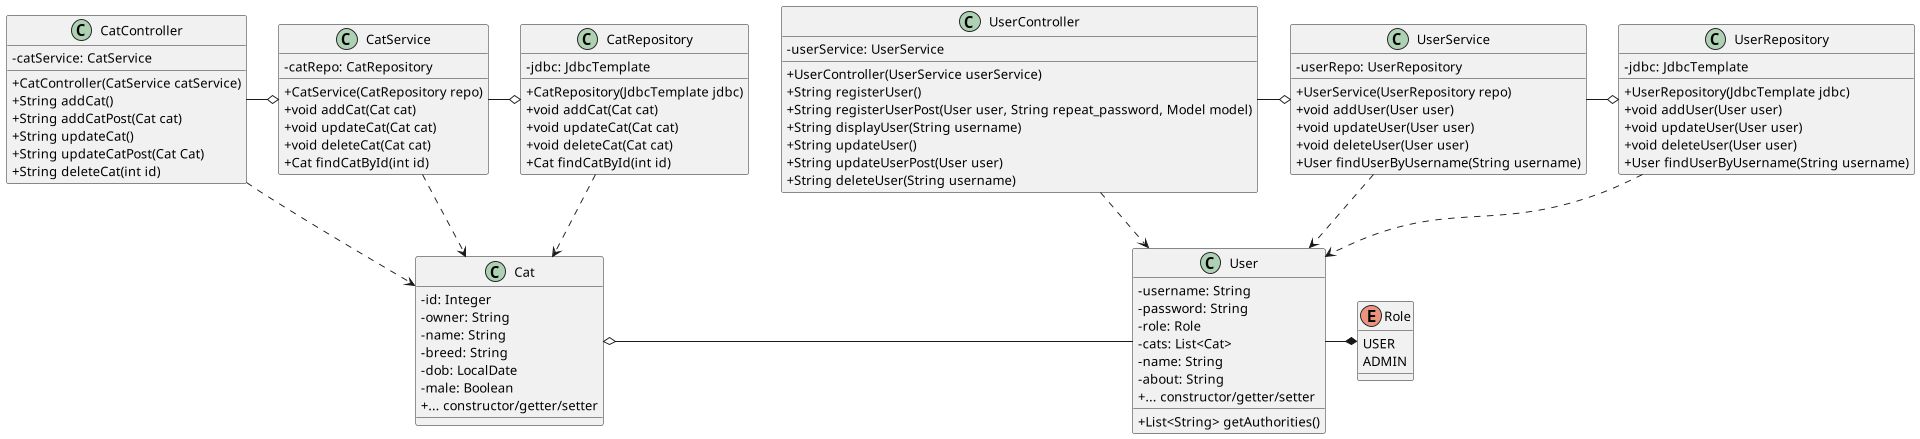 C CatController
-catService: CatService
+CatController(CatService catService)
+String addCat()
+String addCatPost(Cat cat)
+String updateCat()
+String updateCatPost(Cat Cat)
+String deleteCat(int id)
C CatService
-catRepo: CatRepository
+CatService(CatRepository repo)
+void addCat(Cat cat)
+void updateCat(Cat cat)
+void deleteCat(Cat cat)
+Cat findCatById(int id)
C CatRepository
-jdbc: JdbcTemplate
+CatRepository(JdbcTemplate jdbc)
+void addCat(Cat cat)
+void updateCat(Cat cat)
+void deleteCat(Cat cat)
+Cat findCatById(int id)
C UserController
-userService: UserService
+UserController(UserService userService)
+String registerUser()
+String registerUserPost(User user, String repeat_password, Model model)
+String displayUser(String username)
+String updateUser()
+String updateUserPost(User user)
+String deleteUser(String username)
C UserService
-userRepo: UserRepository
+UserService(UserRepository repo)
+void addUser(User user)
+void updateUser(User user)
+void deleteUser(User user)
+User findUserByUsername(String username)
C UserRepository
-jdbc: JdbcTemplate
+UserRepository(JdbcTemplate jdbc)
+void addUser(User user)
+void updateUser(User user)
+void deleteUser(User user)
+User findUserByUsername(String username)
C Cat
-id: Integer
-owner: String
-name: String
-breed: String
-dob: LocalDate
-male: Boolean
+... constructor/getter/setter
C User
-username: String
-password: String
-role: Role
-cats: List<Cat>
-name: String
-about: String
+... constructor/getter/setter
+List<String> getAuthorities()
E Role
USER
ADMIN